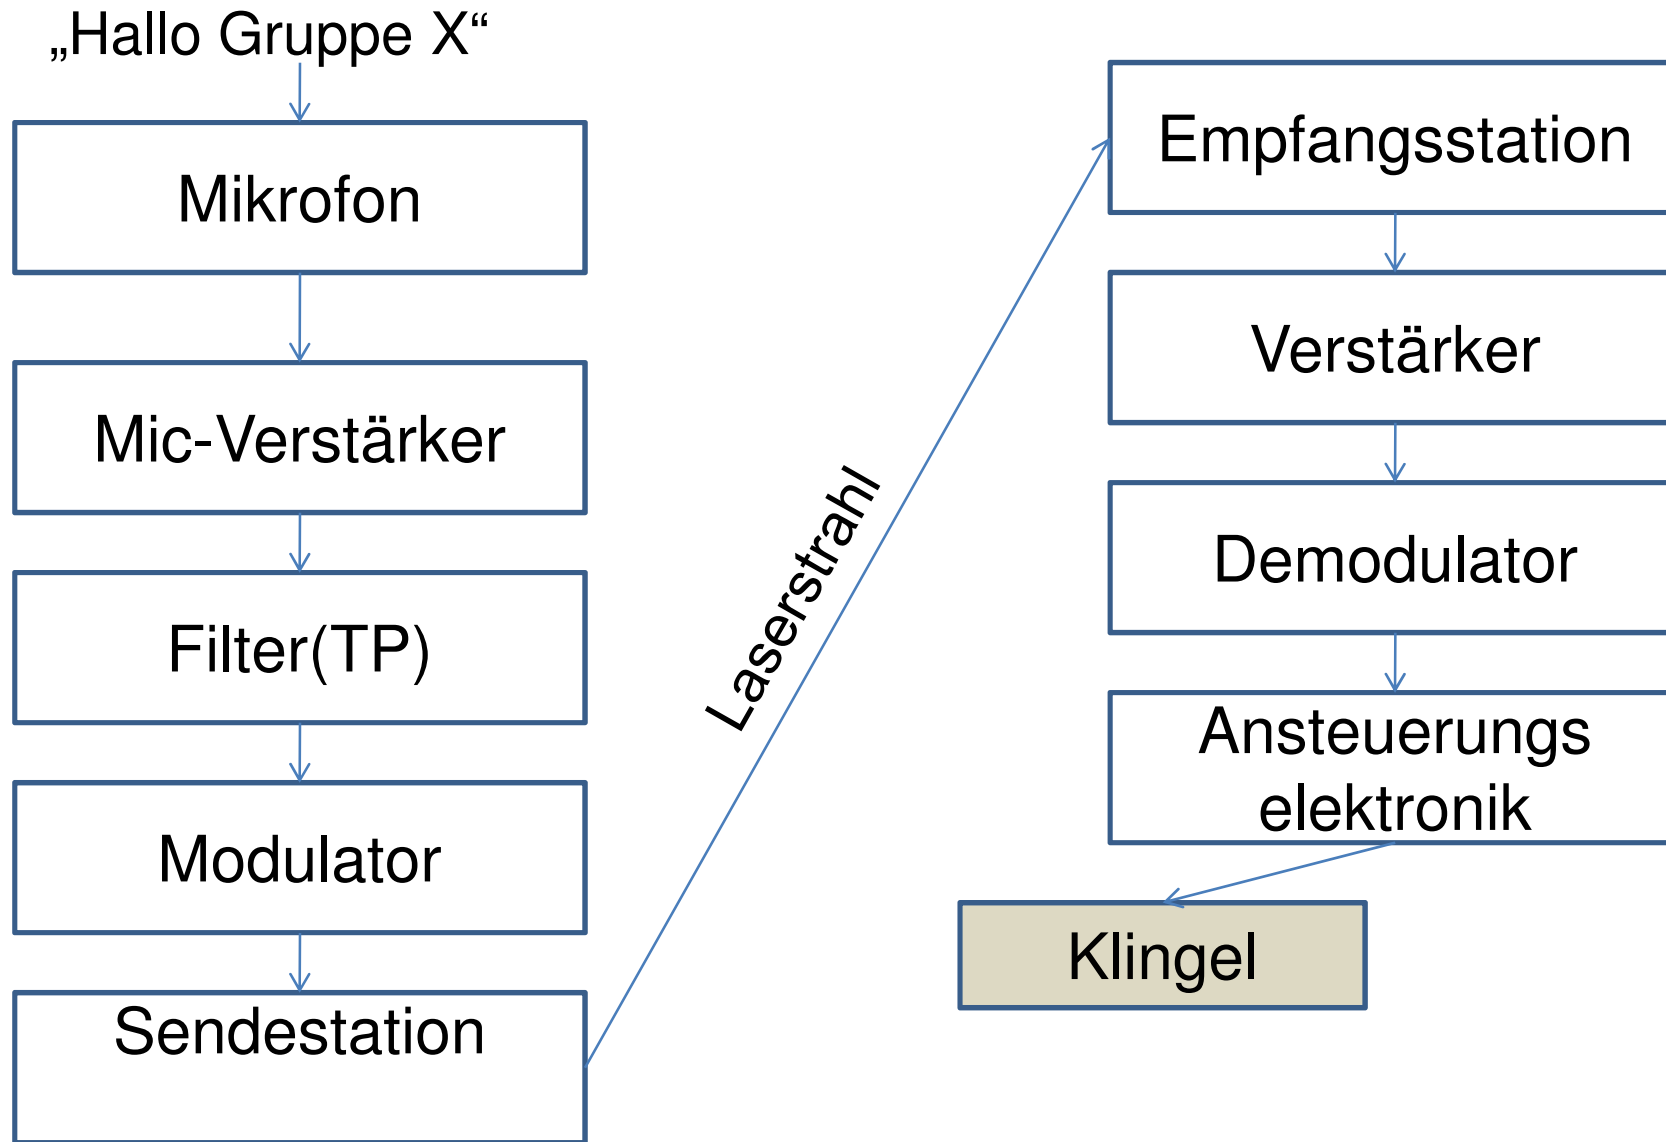 „Hallo Gruppe X“
Mikrofon
Mic-Verstärker
Filter(TP)
Modulator
Sendestation
Laserstrahl
Empfangsstation
Verstärker
Demodulator
Ansteuerungs
elektronik
Klingel